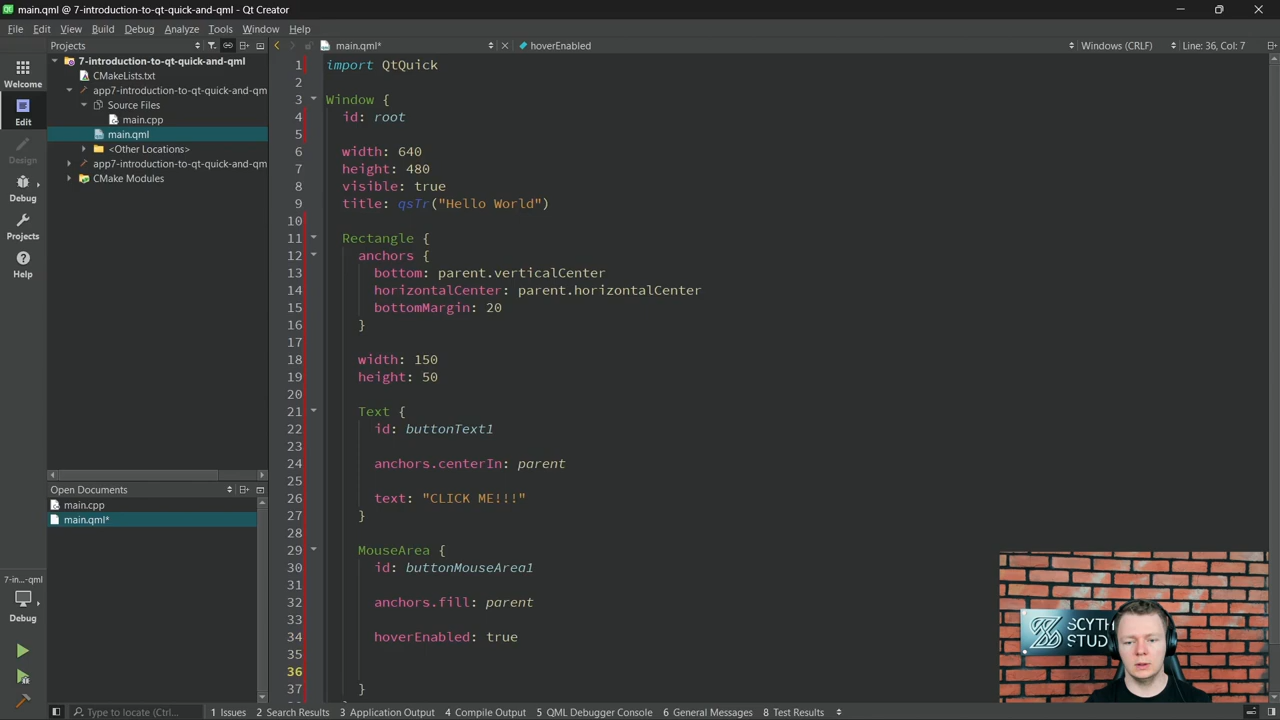 main.qml @ 7-introduction-to-qt-quick-and-qml - Qt Creator
File Edit View Build Debug Analyze Tools Window Help
Projects
main.qml*
hoverEnabled
Windows (CRLF)
Line: 36, Col: 7
Welcome
Edit
Design
Debug
Projects
Help
7-introduction-to-qt-quick-and-qml
CMakeLists.txt
app7-introduction-to-qt-quick-and-qm
Source Files
main.cpp
main.qml
<Other Locations>
app7-introduction-to-qt-quick-and-qm
CMake Modules
Open Documents
main.cpp
main.qml*
7-in...-qml
Debug
1 import QtQuick
2
3 Window {
4 id: root
5
6 width: 640
7 height: 480
8 visible: true
9 title: qsTr("Hello World")
10
11 Rectangle {
12 anchors {
13 bottom: parent.verticalCenter
14 horizontalCenter: parent.horizontalCenter
15 bottomMargin: 20
16 }
17
18 width: 150
19 height: 50
20
21 Text {
22 id: buttonText1
23
24 anchors.centerIn: parent
25
26 text: "CLICK ME!!!"
27 }
28
29 MouseArea {
30 id: buttonMouseArea1
31
32 anchors.fill: parent
33
34 hoverEnabled: true
35
36
37 }
SCYTH
STUD
Type to locate (Ctrl+...
1 Issues 2 Search Results 3 Application Output 4 Compile Output 5 QML Debugger Console 6 General Messages 8 Test Results